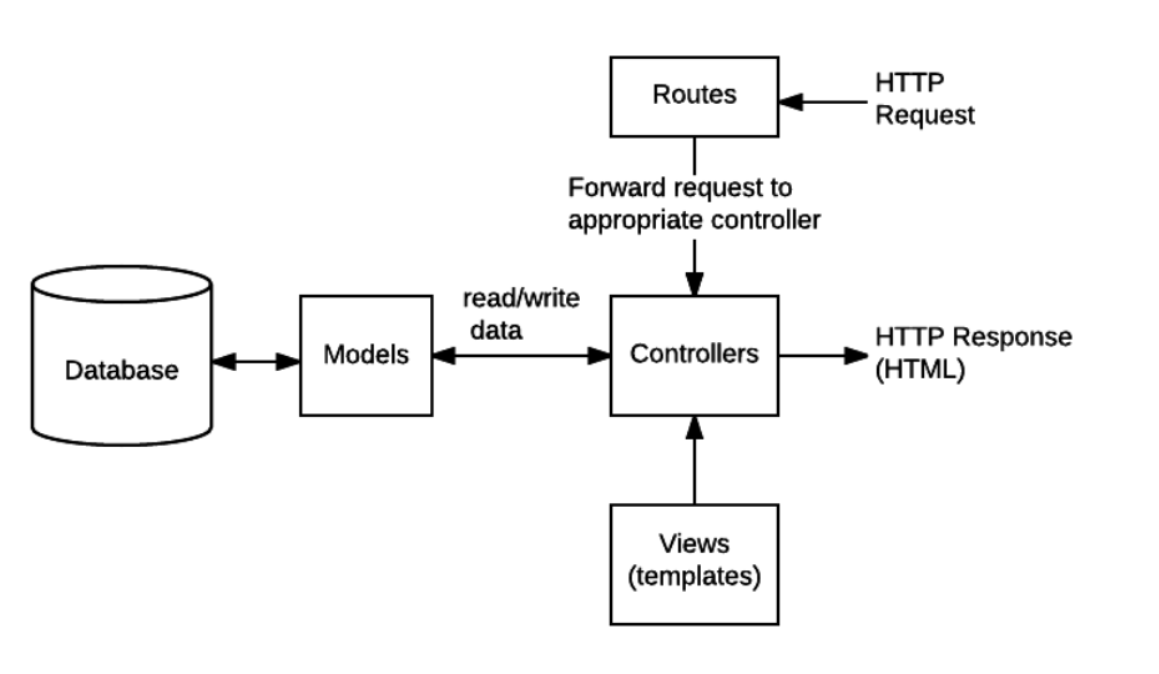 Routes
HTTP
Request
Forward request to
appropriate controller
read/write
data
Database
Models
Controllers
HTTP Response
(HTML)
Views
(templates)